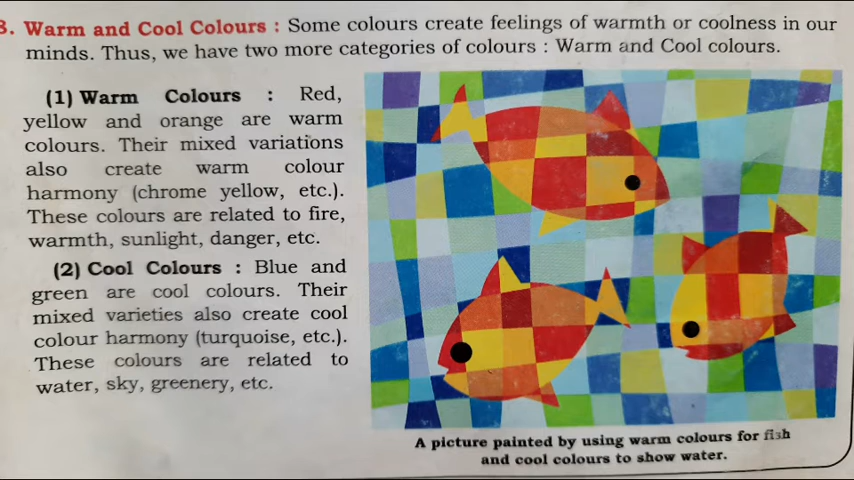 3. Warm and Cool Colours : Some colours create feelings of warmth or coolness in our
minds. Thus, we have two more categories of colours : Warm and Cool colours.
(1) Warm Colours : Red,
yellow and orange are warm
colours. Their mixed variations
also create warm colour
harmony (chrome yellow, etc.).
These colours are related to fire,
warmth, sunlight, danger, etc.
(2) Cool Colours : Blue and
green are cool colours. Their
mixed varieties also create cool
colour harmony (turquoise, etc.).
These colours are related to
water, sky, greenery, etc.
A picture painted by using warm colours for fish
and cool colours to show water.